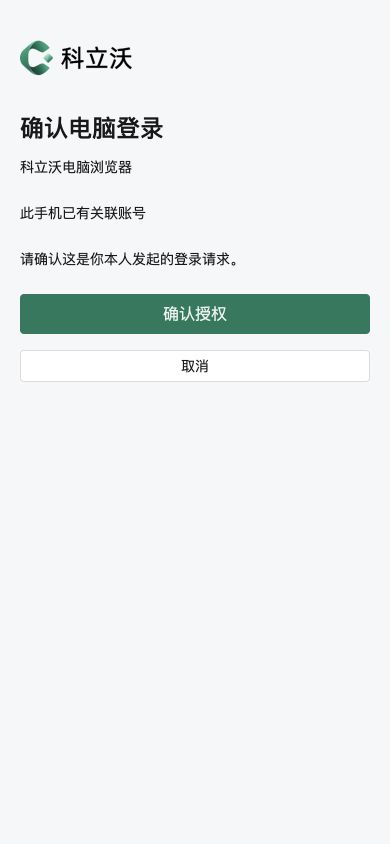 科立沃
确认电脑登录
科立沃电脑浏览器
此手机已有关联账号
请确认这是你本人发起的登录请求。
确认授权
取消